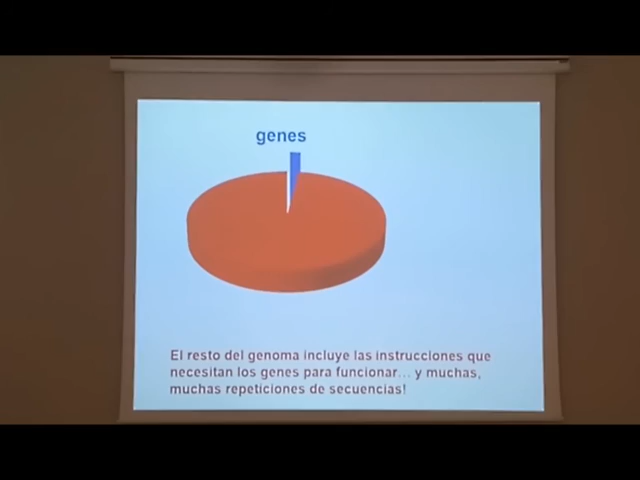 genes
El resto del genoma incluye las instrucciones que
necesitan los genes para funcionar... y muchas,
muchas repeticiones de secuencias!